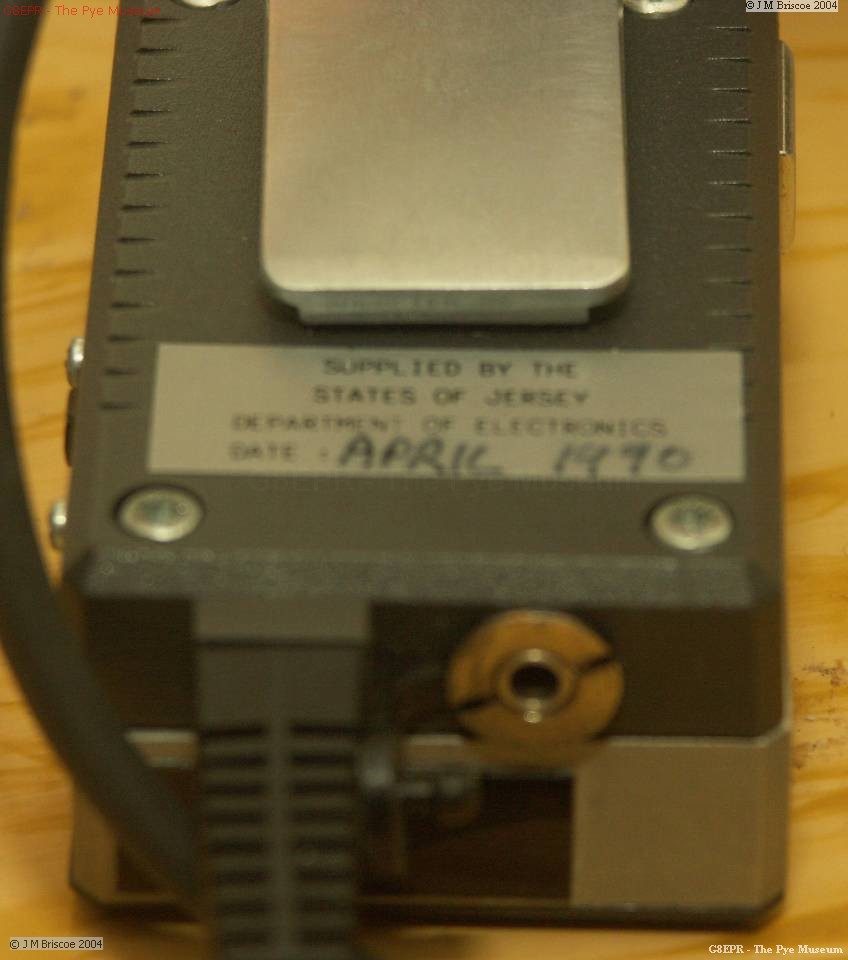 G8EPR - The Pye Museum
© J M Briscoe 2004
SUPPLIED BY THE
STATES OF JERSEY
DEPARTMENT OF ELECTRONICS
DATE : APRIL 1990
© J M Briscoe 2004
G8EPR - The Pye Museum